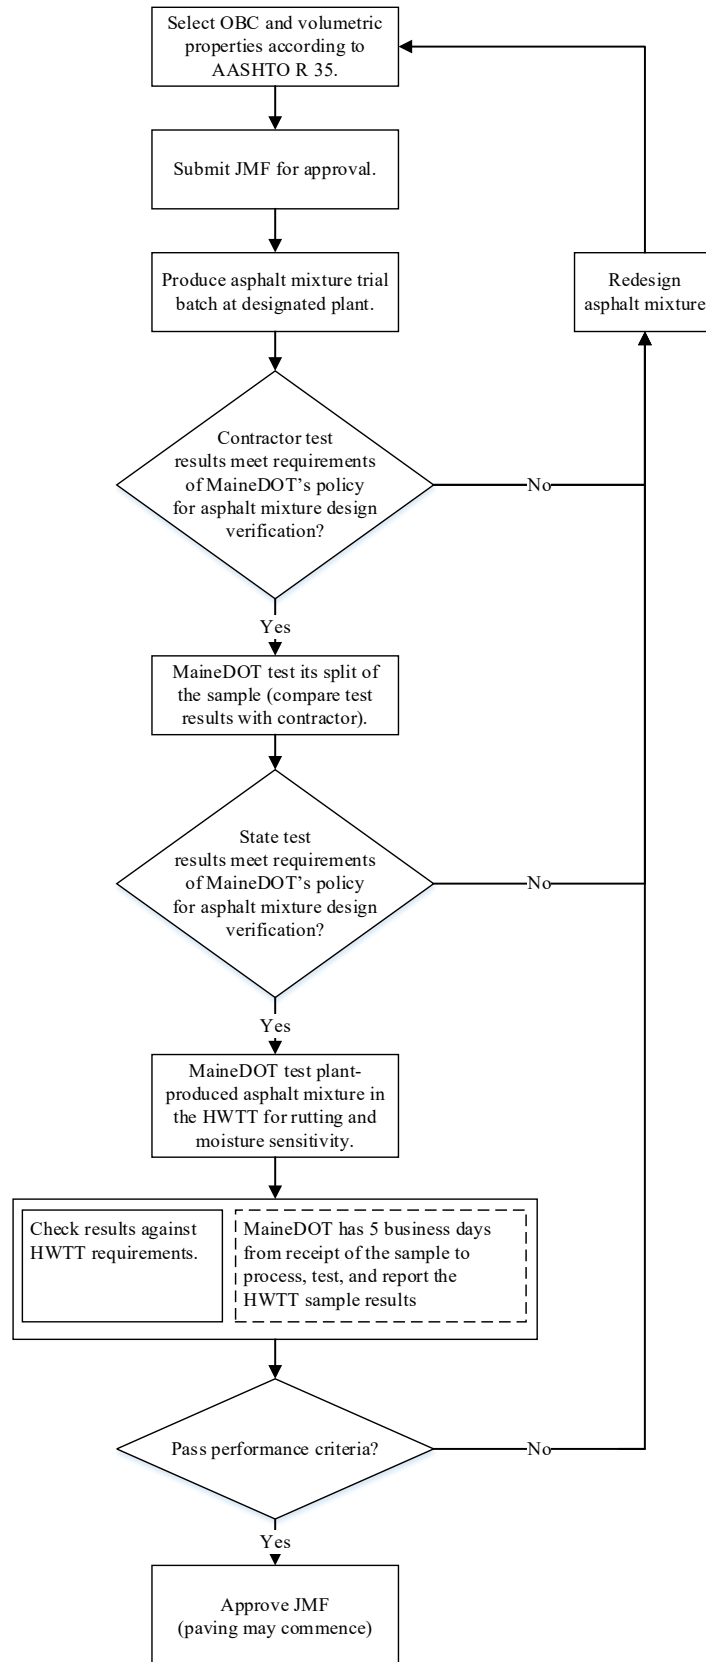 Select OBC and volumetric
properties according to
AASHTO R 35.
Submit JMF for approval.
Produce asphalt mixture trial
batch at designated plant.
Redesign
asphalt mixture
Contractor test
results meet requirements
of MaineDOT’s policy
for asphalt mixture design
verification?
No
Yes
MaineDOT test its split of
the sample (compare test
results with contractor).
State test
results meet requirements
of MaineDOT’s policy
for asphalt mixture design
verification?
No
Yes
MaineDOT test plant-
produced asphalt mixture in
the HWTT for rutting and
moisture sensitivity.
Check results against
HWTT requirements.
MaineDOT has 5 business days
from receipt of the sample to
process, test, and report the
HWTT sample results
Pass performance criteria?
No
Yes
Approve JMF
(paving may commence)